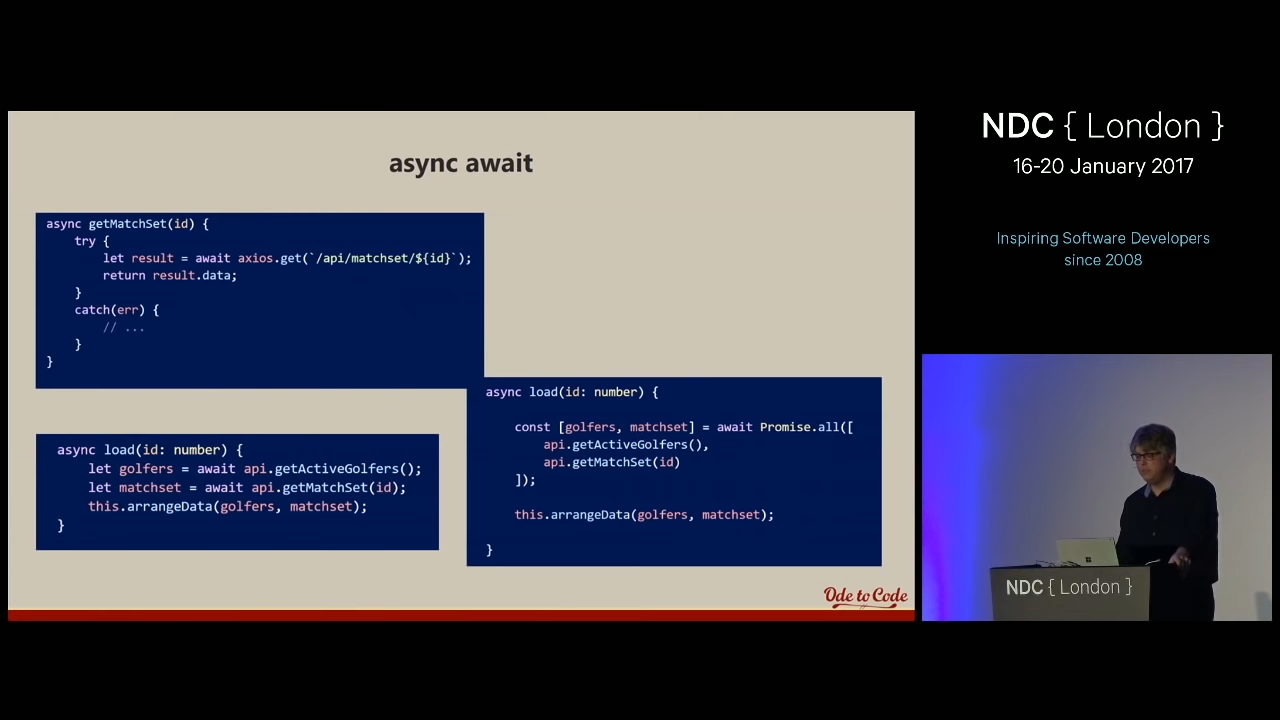 async await
async getMatchSet(id) {
try {
let result = await axios.get(`/api/matchset/${id}`);
return result.data;
}
catch(err) {
// ...
}
}
async load(id: number) {
let golfers = await api.getActiveGolfers();
let matchset = await api.getMatchSet(id);
this.arrangeData(golfers, matchset);
}
async load(id: number) {
const [golfers, matchset] = await Promise.all([
api.getActiveGolfers(),
api.getMatchSet(id)
]);
this.arrangeData(golfers, matchset);
}
Ode to Code
NDC { London }
16-20 January 2017
Inspiring Software Developers
since 2008
NDC { London }